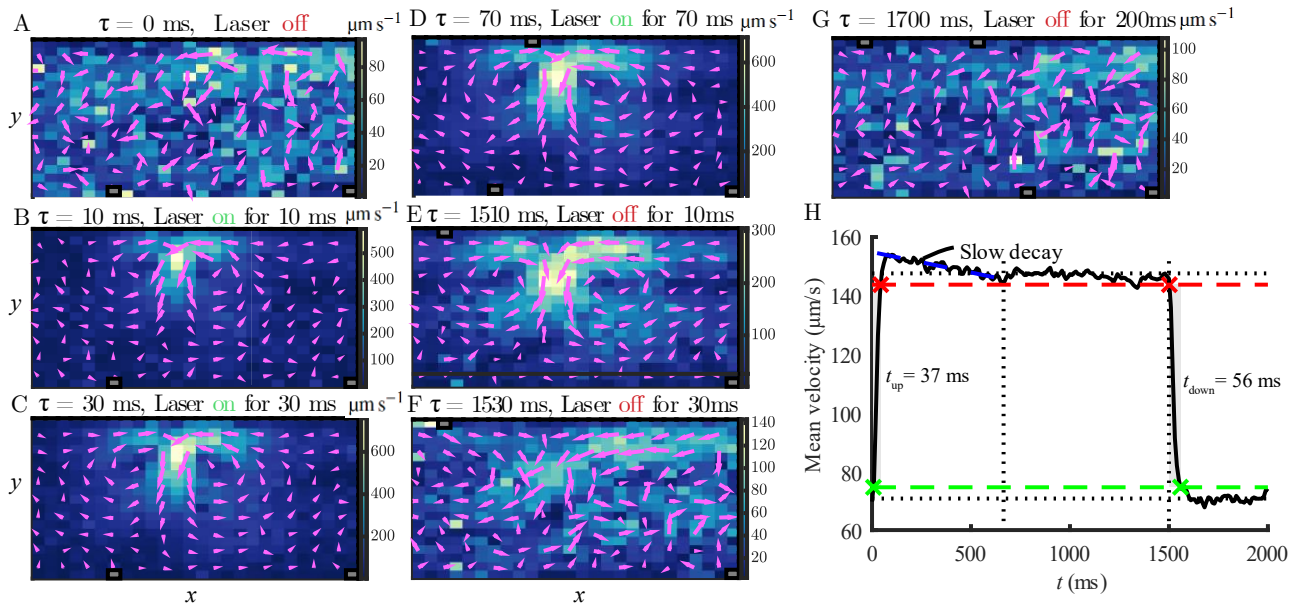 A τ = 0 ms, Laser off μm s⁻¹
80
60
40
20
y
B τ = 10 ms, Laser on for 10 ms μm s⁻¹
500
400
300
200
100
y
C τ = 30 ms, Laser on for 30 ms μm s⁻¹
600
400
200
y
x
D τ = 70 ms, Laser on for 70 ms μm s⁻¹
600
400
200
E τ = 1510 ms, Laser off for 10ms
300
200
100
F τ = 1530 ms, Laser off for 30ms
140
120
100
80
60
40
20
x
G τ = 1700 ms, Laser off for 200ms μm s⁻¹
100
80
60
40
20
H
160
140
120
100
80
60
Mean velocity (μm/s)
Slow decay
t_up = 37 ms
t_down = 56 ms
0 500 1000 1500 2000
t (ms)